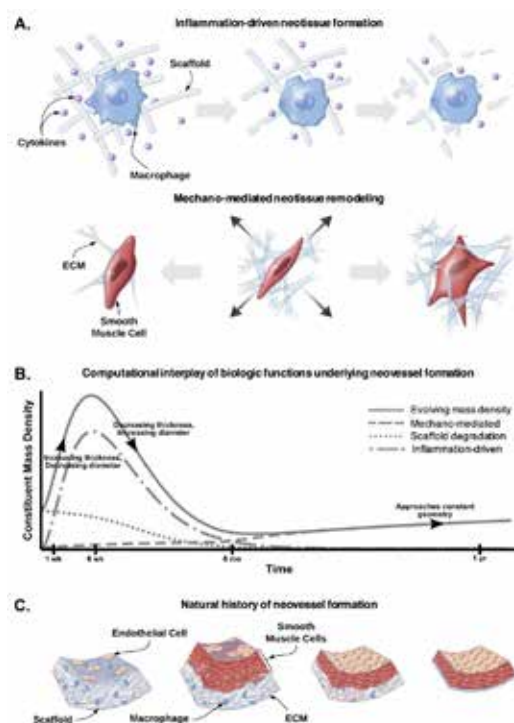 A.
Inflammation-driven neotissue formation
Scaffold
Cytokines
Macrophage
Mechano-mediated neotissue remodeling
ECM
Smooth
Muscle Cell
B.
Computational interplay of biologic functions underlying neovessel formation
Constituent Mass Density
Evolving mass density
Mechano-mediated
Scaffold degradation
Inflammation-driven
Decreasing thickness,
Increasing diameter
Increasing thickness,
Decreasing diameter
Approaches constant
geometry
1 wk
6 mo
1 yr
Time
C.
Natural history of neovessel formation
Endothelial Cell
Smooth
Muscle Cells
Scaffold
Macrophage
ECM